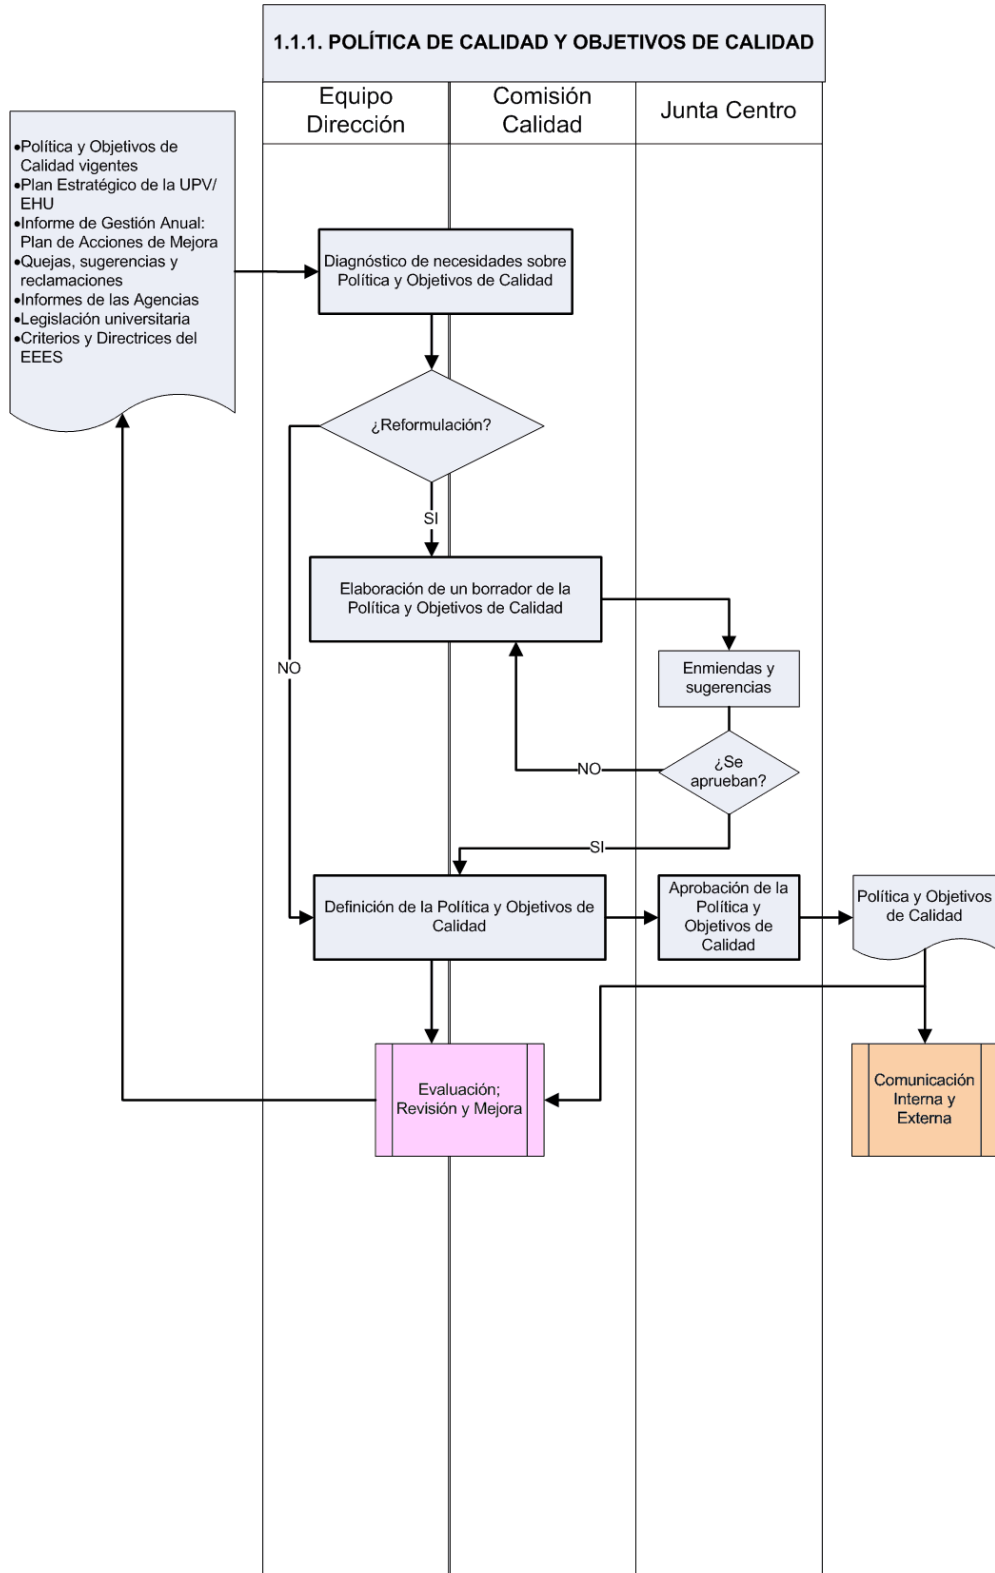 1.1.1. POLÍTICA DE CALIDAD Y OBJETIVOS DE CALIDAD
Equipo
Dirección
Comisión
Calidad
Junta Centro
•Política y Objetivos de
Calidad vigentes
•Plan Estratégico de la UPV/
EHU
•Informe de Gestión Anual:
Plan de Acciones de Mejora
•Quejas, sugerencias y
reclamaciones
•Informes de las Agencias
•Legislación universitaria
•Criterios y Directrices del
EEES
Diagnóstico de necesidades sobre
Política y Objetivos de Calidad
¿Reformulación?
SI
Elaboración de un borrador de la
Política y Objetivos de Calidad
NO
Enmiendas y
sugerencias
¿Se
aprueban?
NO
SI
Definición de la Política y Objetivos de
Calidad
Aprobación de la
Política y
Objetivos de
Calidad
Política y Objetivos
de Calidad
Evaluación;
Revisión y Mejora
Comunicación
Interna y
Externa